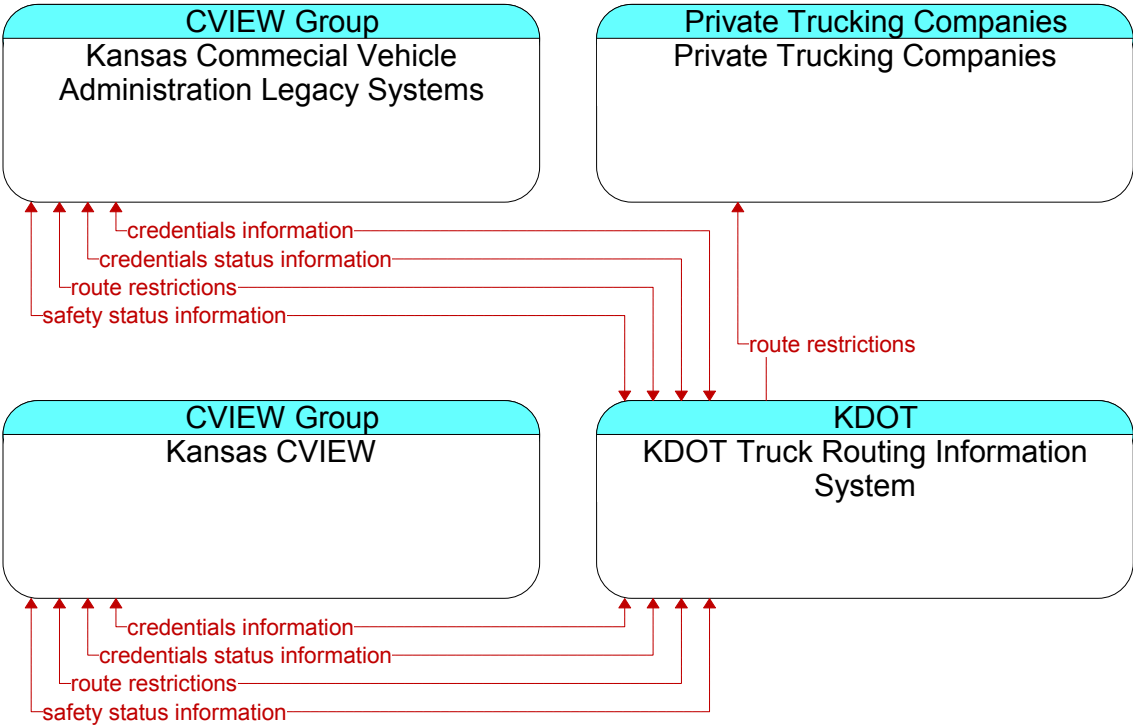 CVIEW Group
Kansas Commecial Vehicle
Administration Legacy Systems
Private Trucking Companies
Private Trucking Companies
credentials information
credentials status information
route restrictions
safety status information
route restrictions
CVIEW Group
Kansas CVIEW
KDOT
KDOT Truck Routing Information
System
credentials information
credentials status information
route restrictions
safety status information